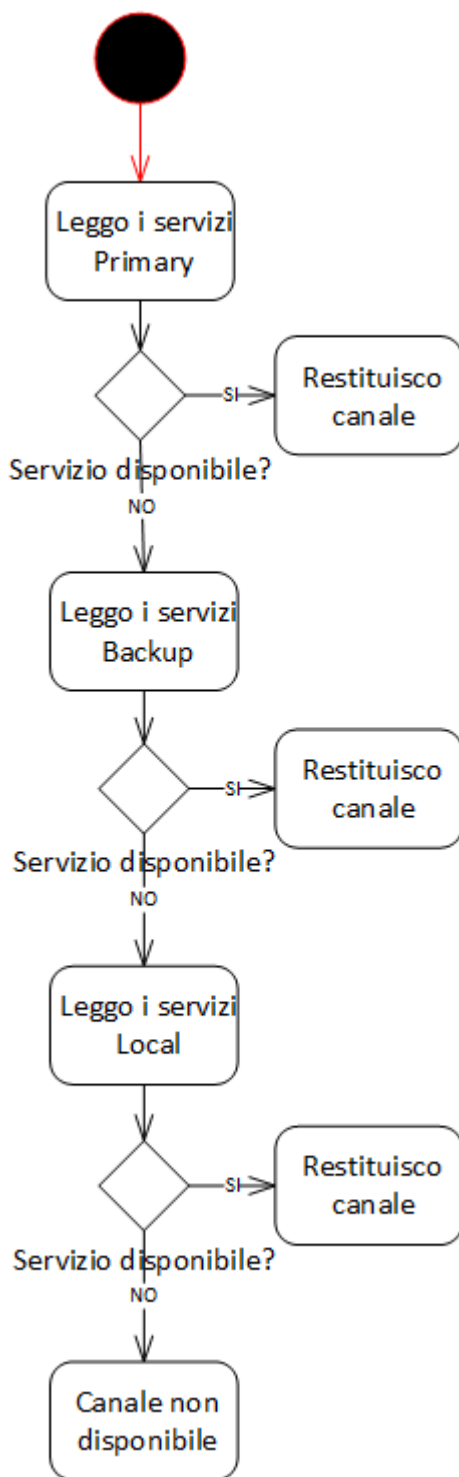 Leggo i servizi
Primary
SI
Restituisco
canale
Servizio disponibile?
NO
Leggo i servizi
Backup
SI
Restituisco
canale
Servizio disponibile?
NO
Leggo i servizi
Local
SI
Restituisco
canale
Servizio disponibile?
NO
Canale non
disponibile